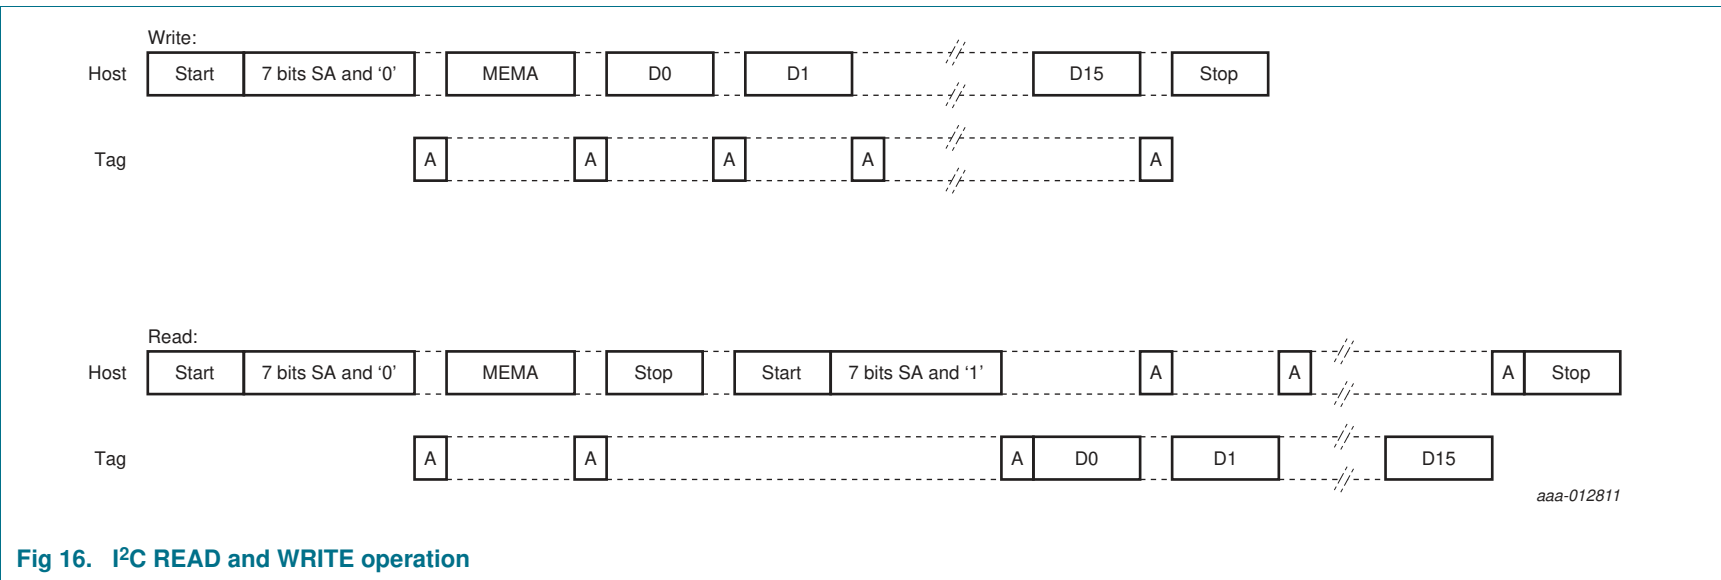 Write:
Host Start 7 bits SA and ‘0’ MEMA D0 D1 D15 Stop
Tag A A A A A
Read:
Host Start 7 bits SA and ‘0’ MEMA Stop Start 7 bits SA and ‘1’ A A A Stop
Tag A A A D0 D1 D15
aaa-012811
Fig 16. I²C READ and WRITE operation